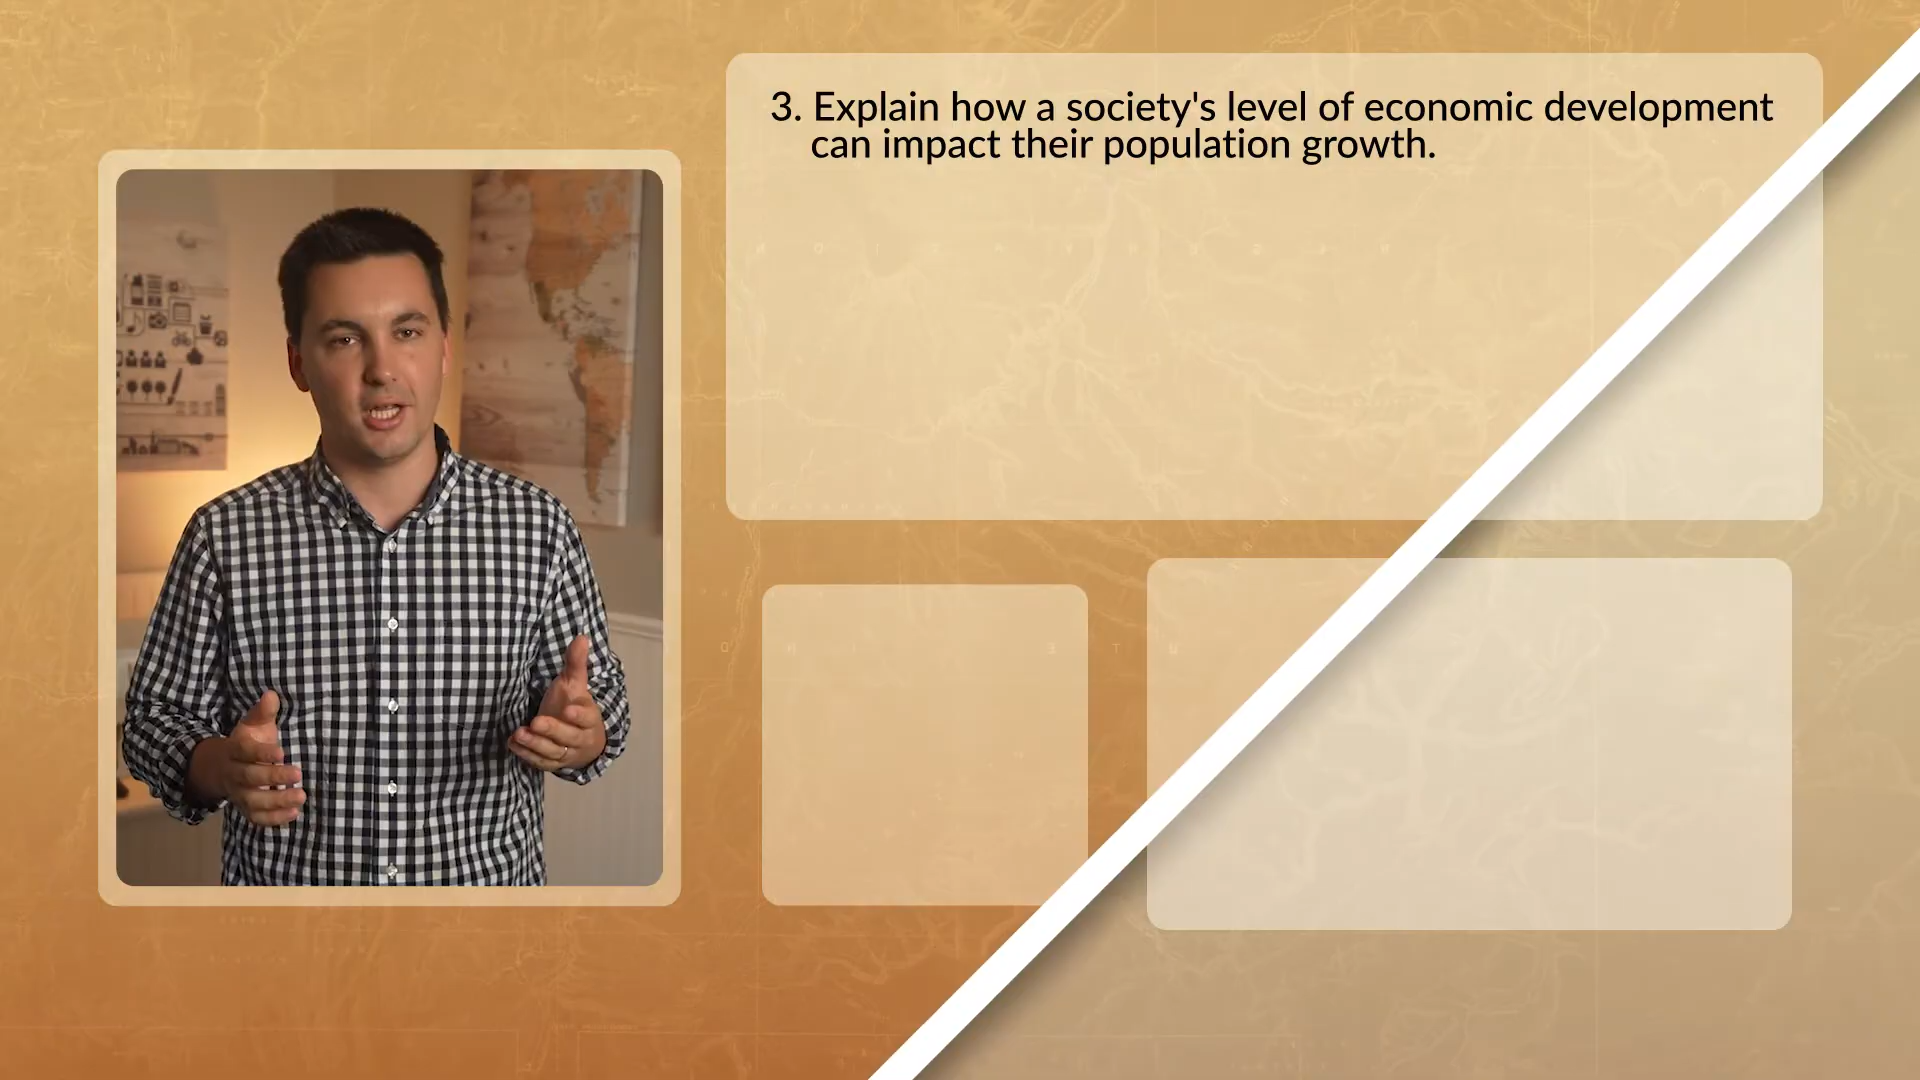 3. Explain how a society's level of economic development
can impact their population growth.